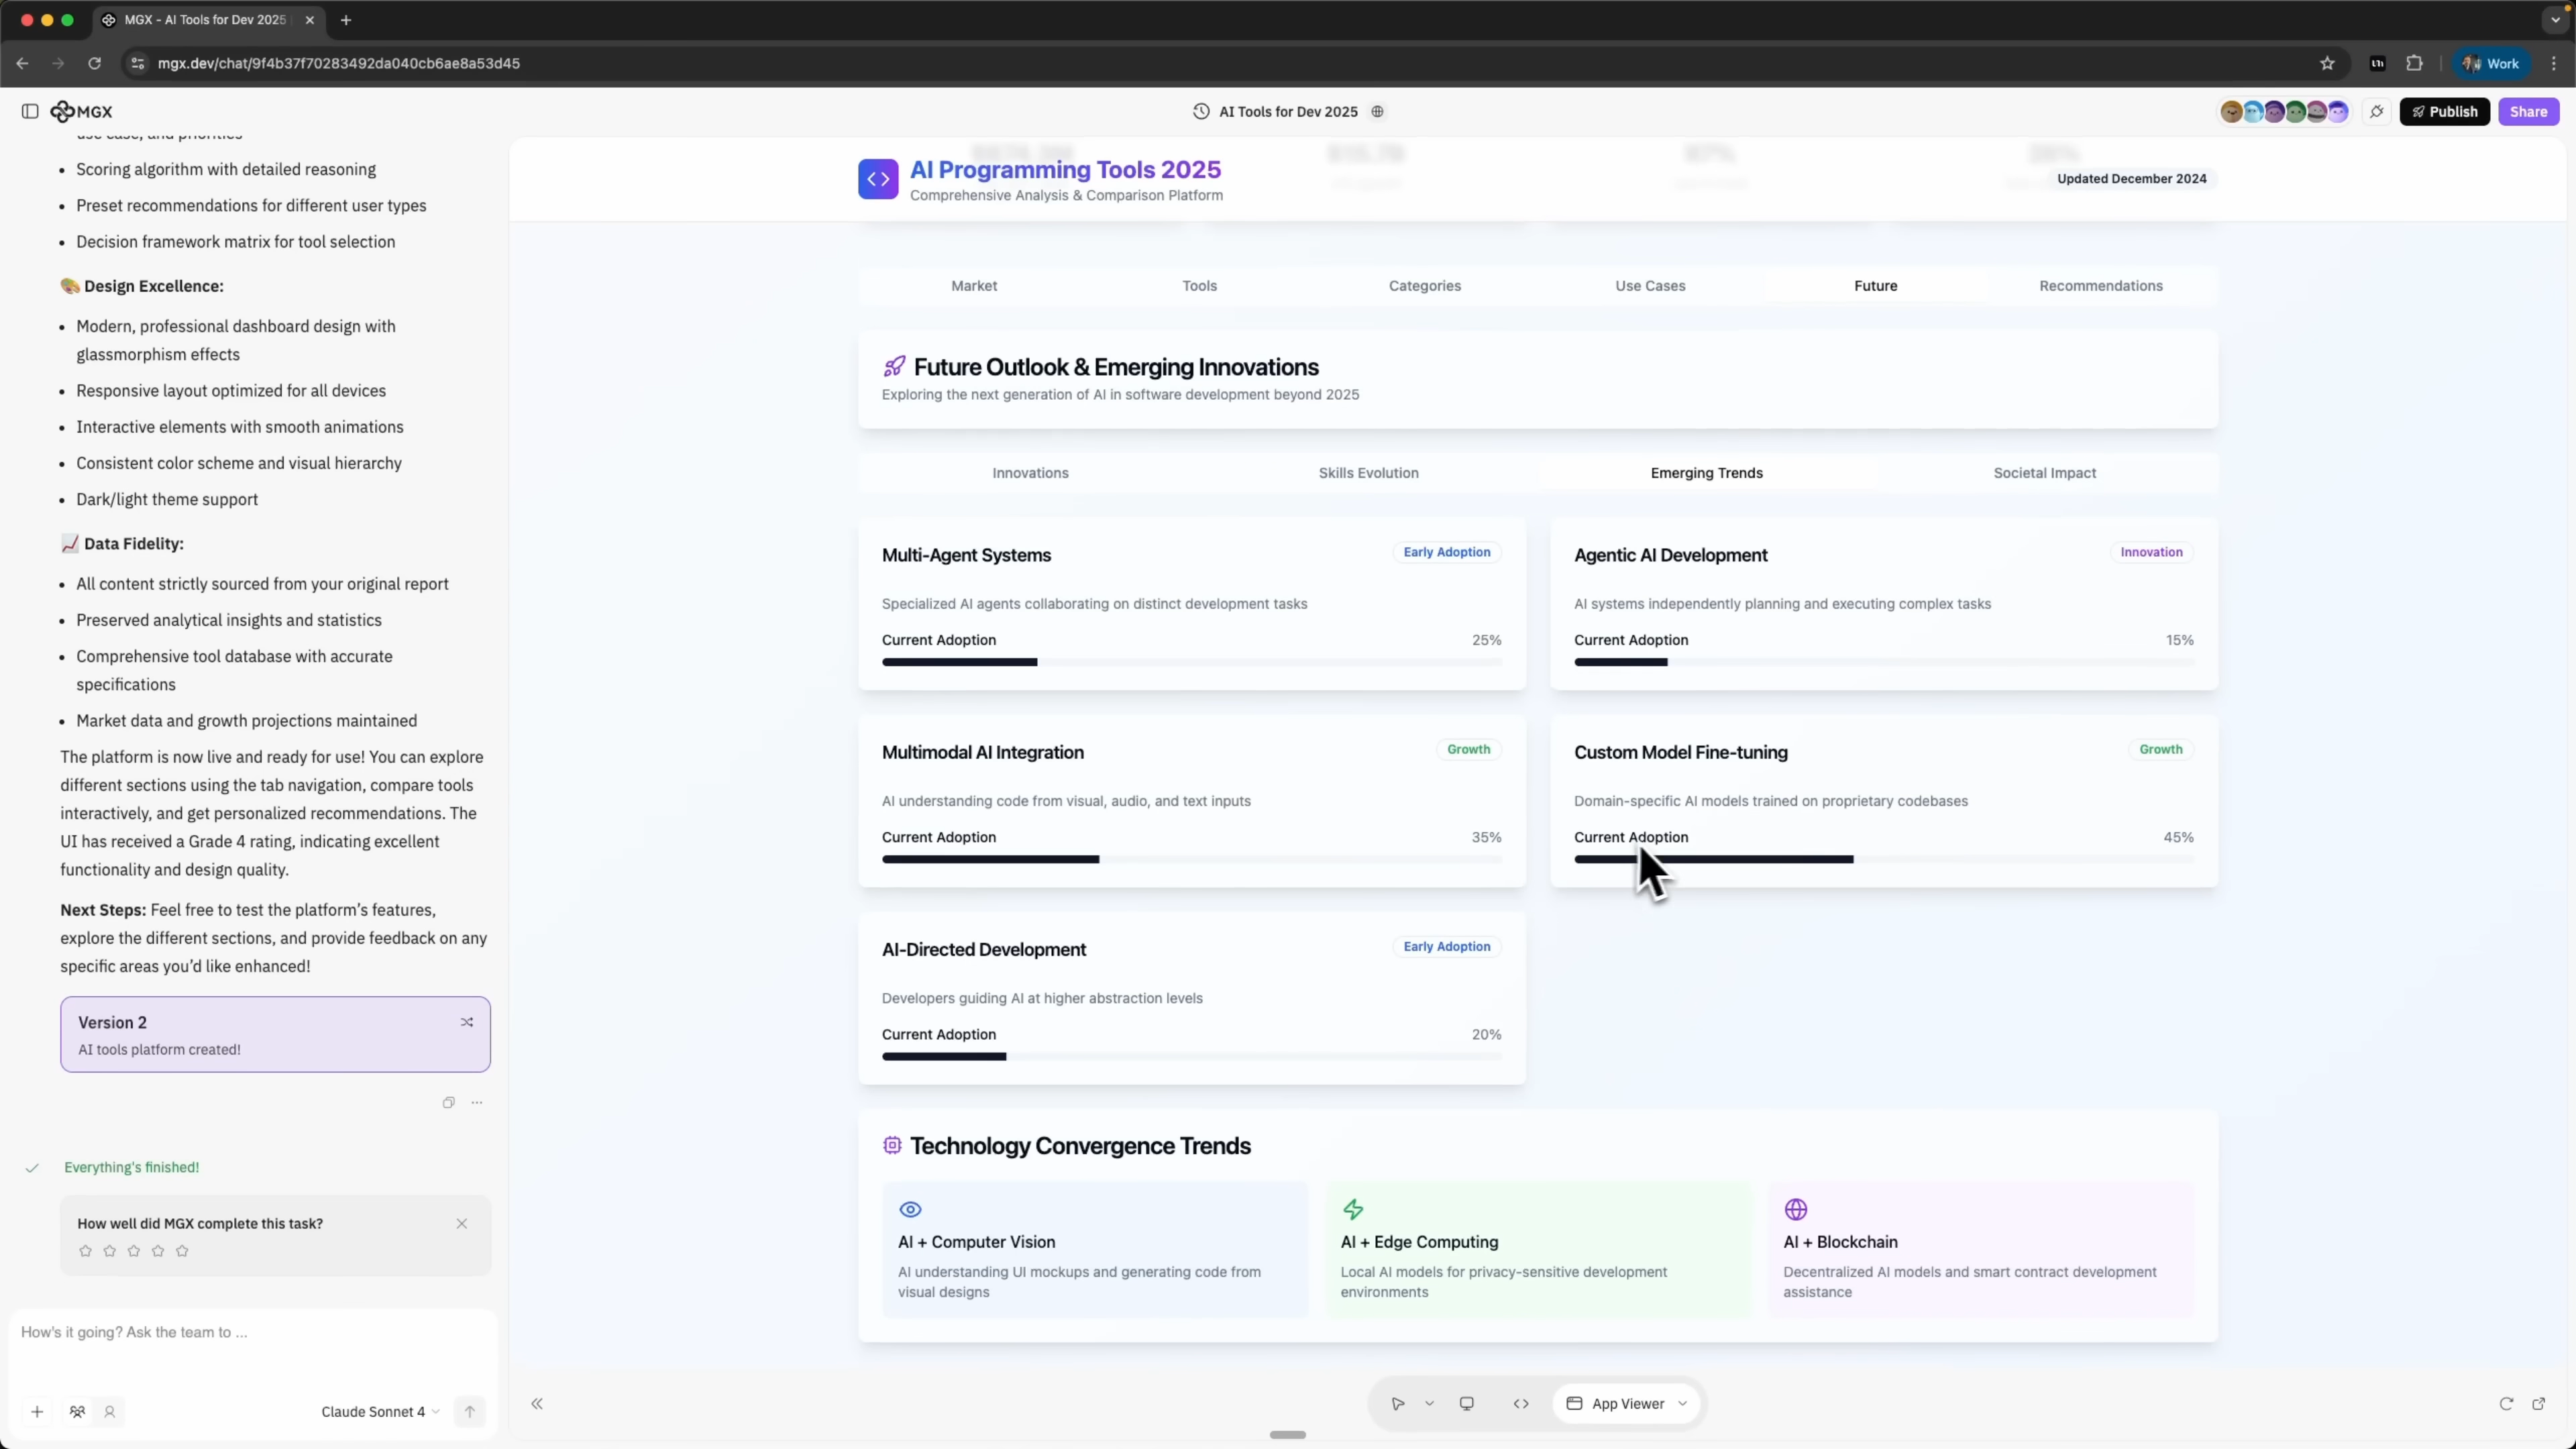 MGX - AI Tools for Dev 2025
mgx.dev/chat/9f4b37f70283492da040cb6ae8a53d45
Work
MGX
AI Tools for Dev 2025
Publish
Share
use case, and priorities
• Scoring algorithm with detailed reasoning
• Preset recommendations for different user types
• Decision framework matrix for tool selection
🎨 Design Excellence:
• Modern, professional dashboard design with
glassmorphism effects
• Responsive layout optimized for all devices
• Interactive elements with smooth animations
• Consistent color scheme and visual hierarchy
• Dark/light theme support
📈 Data Fidelity:
• All content strictly sourced from your original report
• Preserved analytical insights and statistics
• Comprehensive tool database with accurate
specifications
• Market data and growth projections maintained
The platform is now live and ready for use! You can explore
different sections using the tab navigation, compare tools
interactively, and get personalized recommendations. The
UI has received a Grade 4 rating, indicating excellent
functionality and design quality.
Next Steps: Feel free to test the platform’s features,
explore the different sections, and provide feedback on any
specific areas you’d like enhanced!
Version 2
AI tools platform created!
Everything's finished!
How well did MGX complete this task?
How's it going? Ask the team to ...
Claude Sonnet 4
AI Programming Tools 2025
Comprehensive Analysis & Comparison Platform
Updated December 2024
Market Tools Categories Use Cases Future Recommendations
Future Outlook & Emerging Innovations
Exploring the next generation of AI in software development beyond 2025
Innovations Skills Evolution Emerging Trends Societal Impact
Multi-Agent Systems
Early Adoption
Specialized AI agents collaborating on distinct development tasks
Current Adoption 25%
Agentic AI Development
Innovation
AI systems independently planning and executing complex tasks
Current Adoption 15%
Multimodal AI Integration
Growth
AI understanding code from visual, audio, and text inputs
Current Adoption 35%
Custom Model Fine-tuning
Growth
Domain-specific AI models trained on proprietary codebases
Current Adoption 45%
AI-Directed Development
Early Adoption
Developers guiding AI at higher abstraction levels
Current Adoption 20%
Technology Convergence Trends
AI + Computer Vision
AI understanding UI mockups and generating code from
visual designs
AI + Edge Computing
Local AI models for privacy-sensitive development
environments
AI + Blockchain
Decentralized AI models and smart contract development
assistance
App Viewer